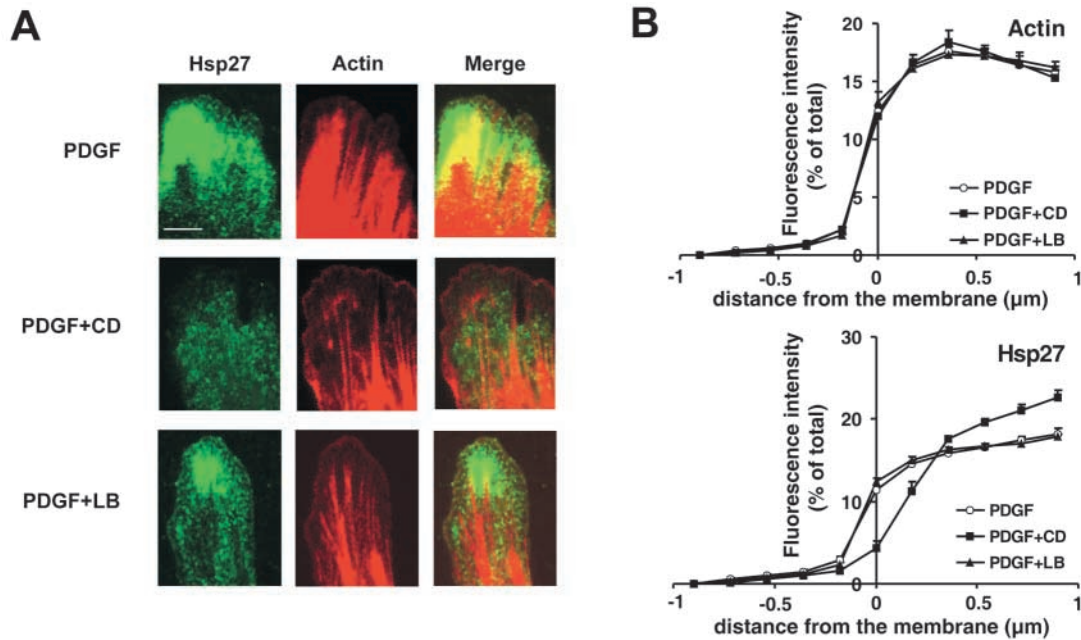 A
Hsp27 Actin Merge
PDGF
PDGF+CD
PDGF+LB
B
Actin
Fluorescence intensity
(% of total)
20
15
10
5
0
-1 -0.5 0 0.5 1
distance from the membrane (µm)
PDGF
PDGF+CD
PDGF+LB
Hsp27
Fluorescence intensity
(% of total)
30
20
10
0
-1 -0.5 0 0.5 1
distance from the membrane (µm)
PDGF
PDGF+CD
PDGF+LB